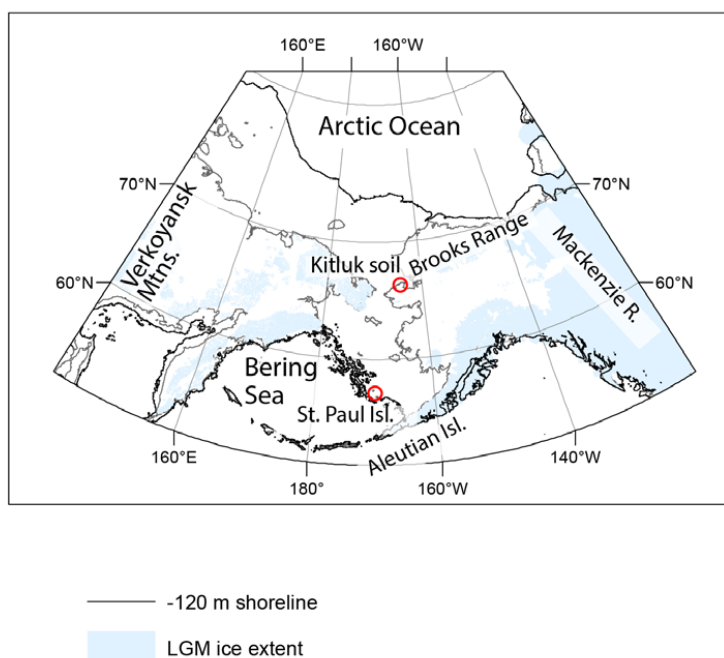 160°E 160°W
Arctic Ocean
70°N 70°N
Verkoyansk
Mtns.
Brooks Range
Kitluk soil
Mackenzie R.
60°N 60°N
Bering
Sea
St. Paul Isl.
Aleutian Isl.
160°E 140°W
180° 160°W
-120 m shoreline
LGM ice extent